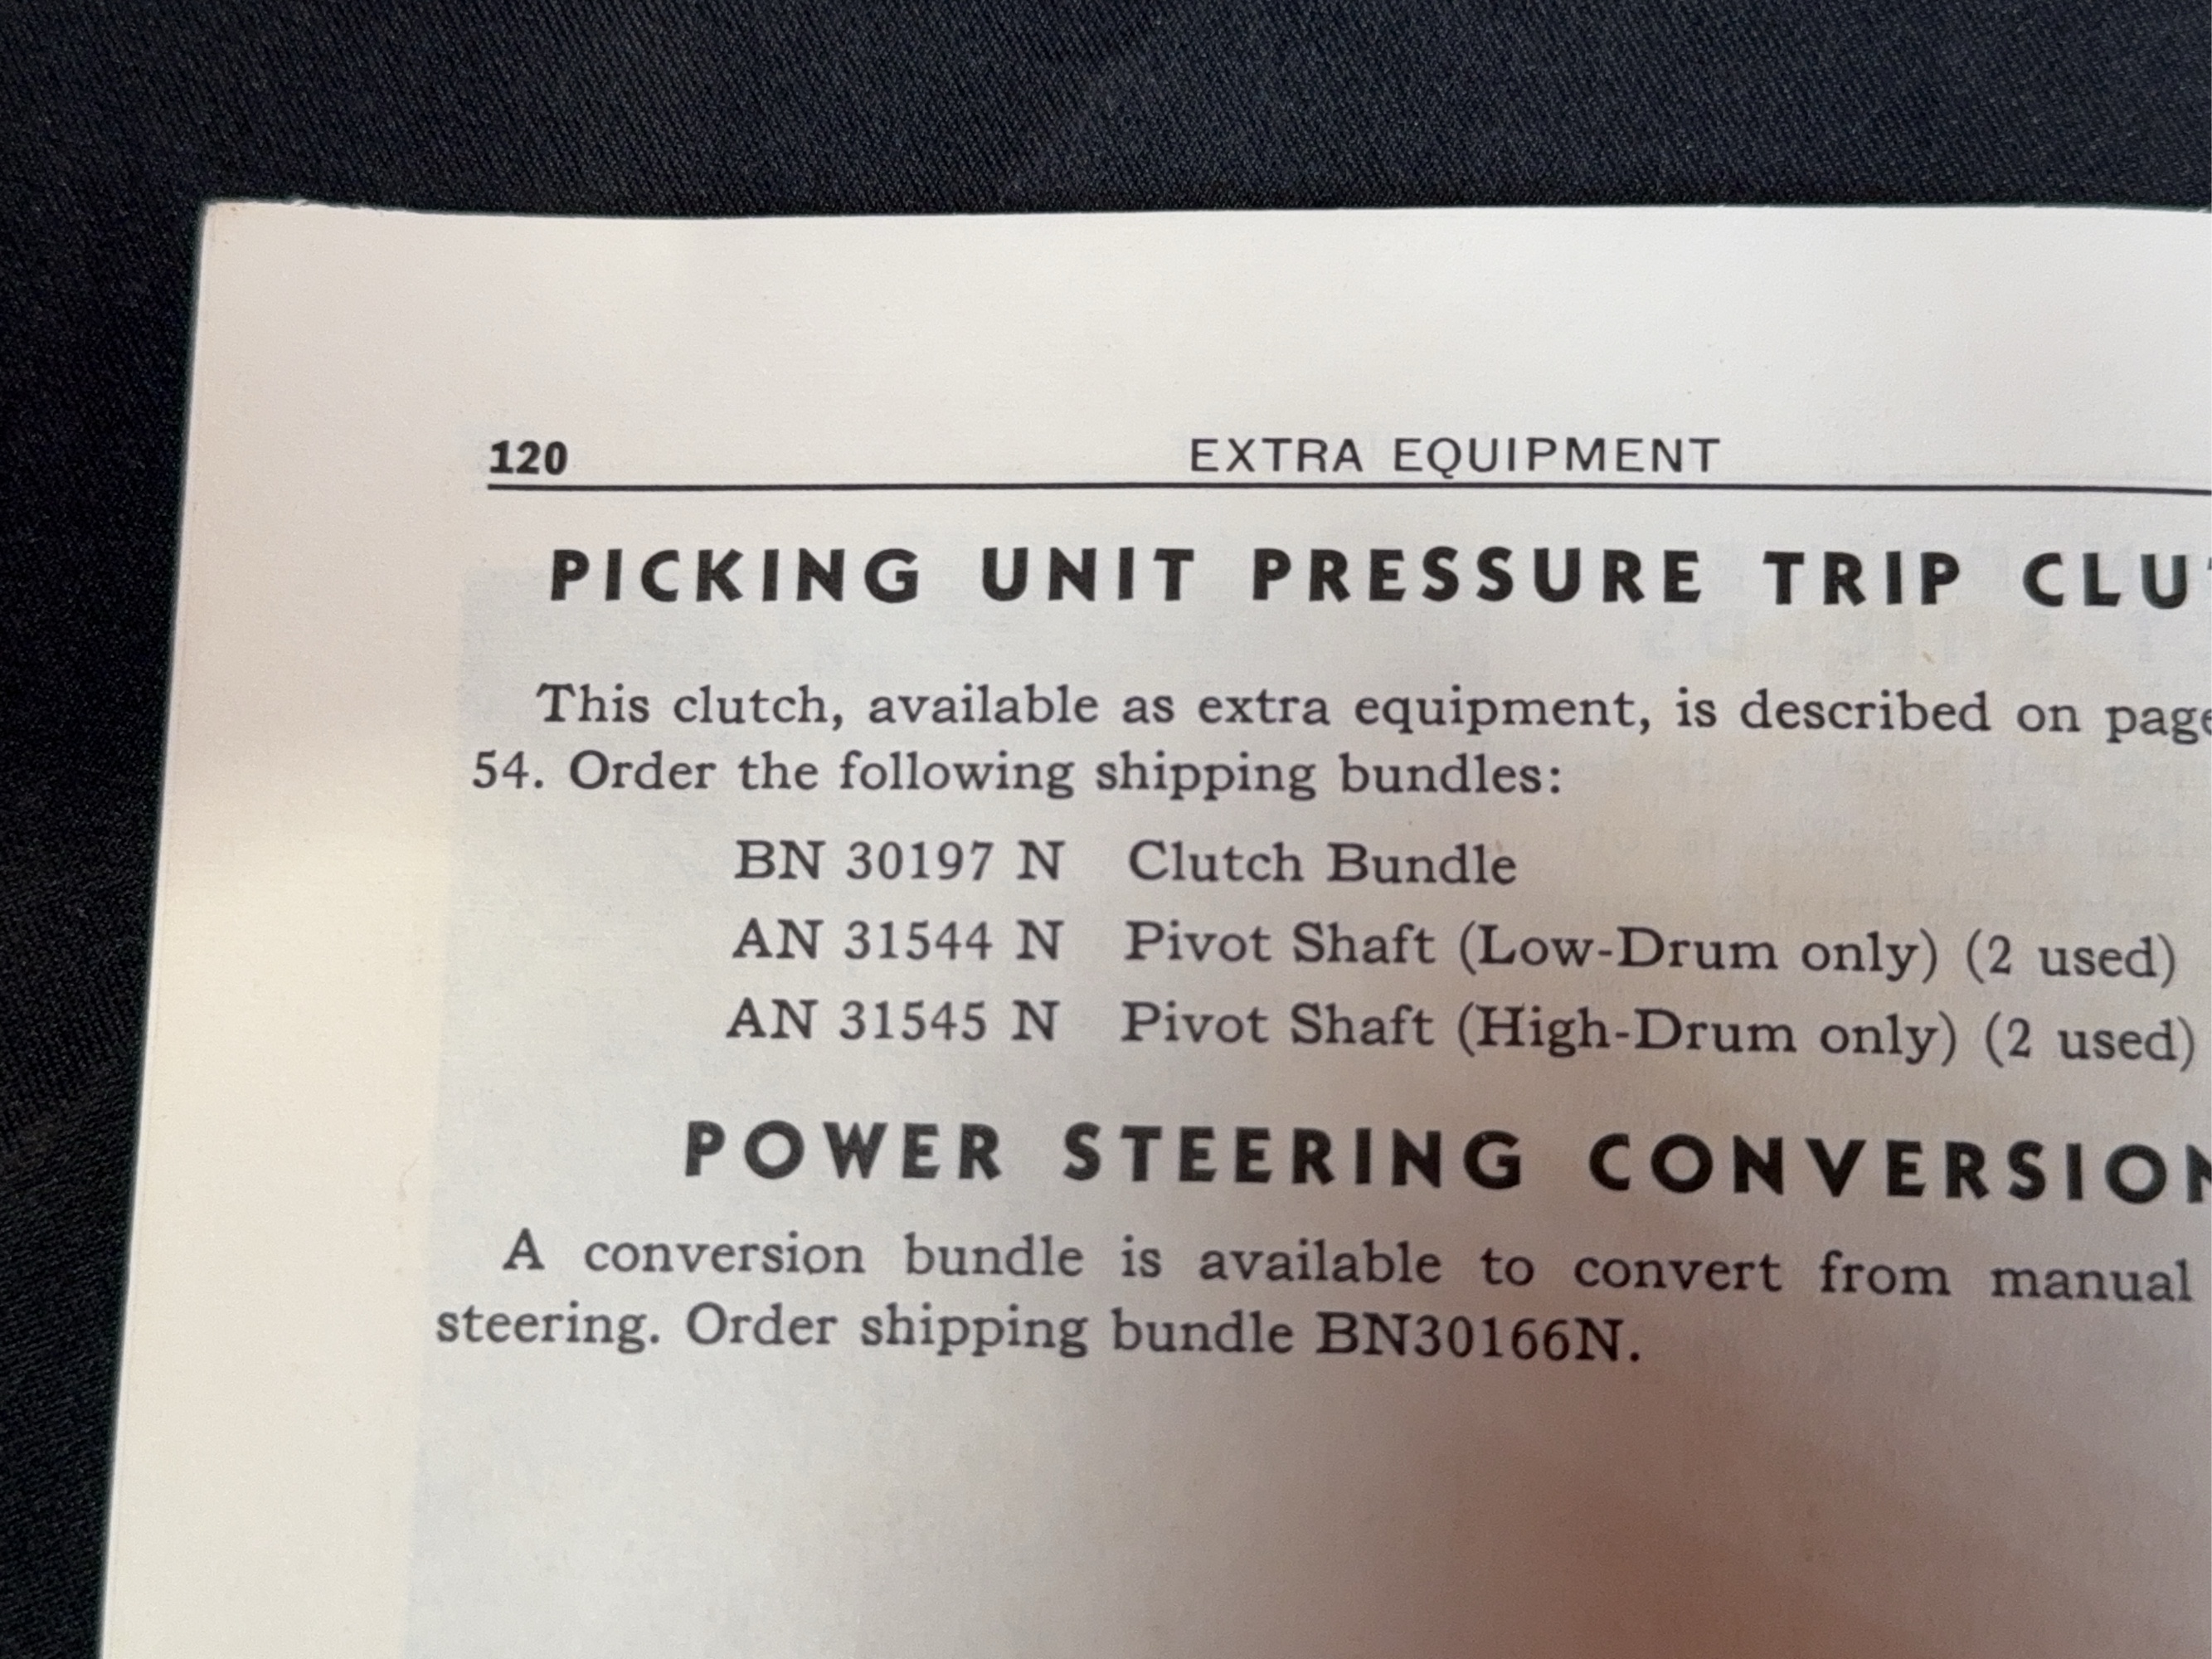 120 EXTRA EQUIPMENT
PICKING UNIT PRESSURE TRIP
This clutch, available as extra equipment, is described on page
54. Order the following shipping bundles:
BN 30197 N Clutch Bundle
AN 31544 N Pivot Shaft (Low-Drum only) (2 used)
AN 31545 N Pivot Shaft (High-Drum only) (2 used)
POWER STEERING CONVERSION
A conversion bundle is available to convert from manual
steering. Order shipping bundle BN30166N.